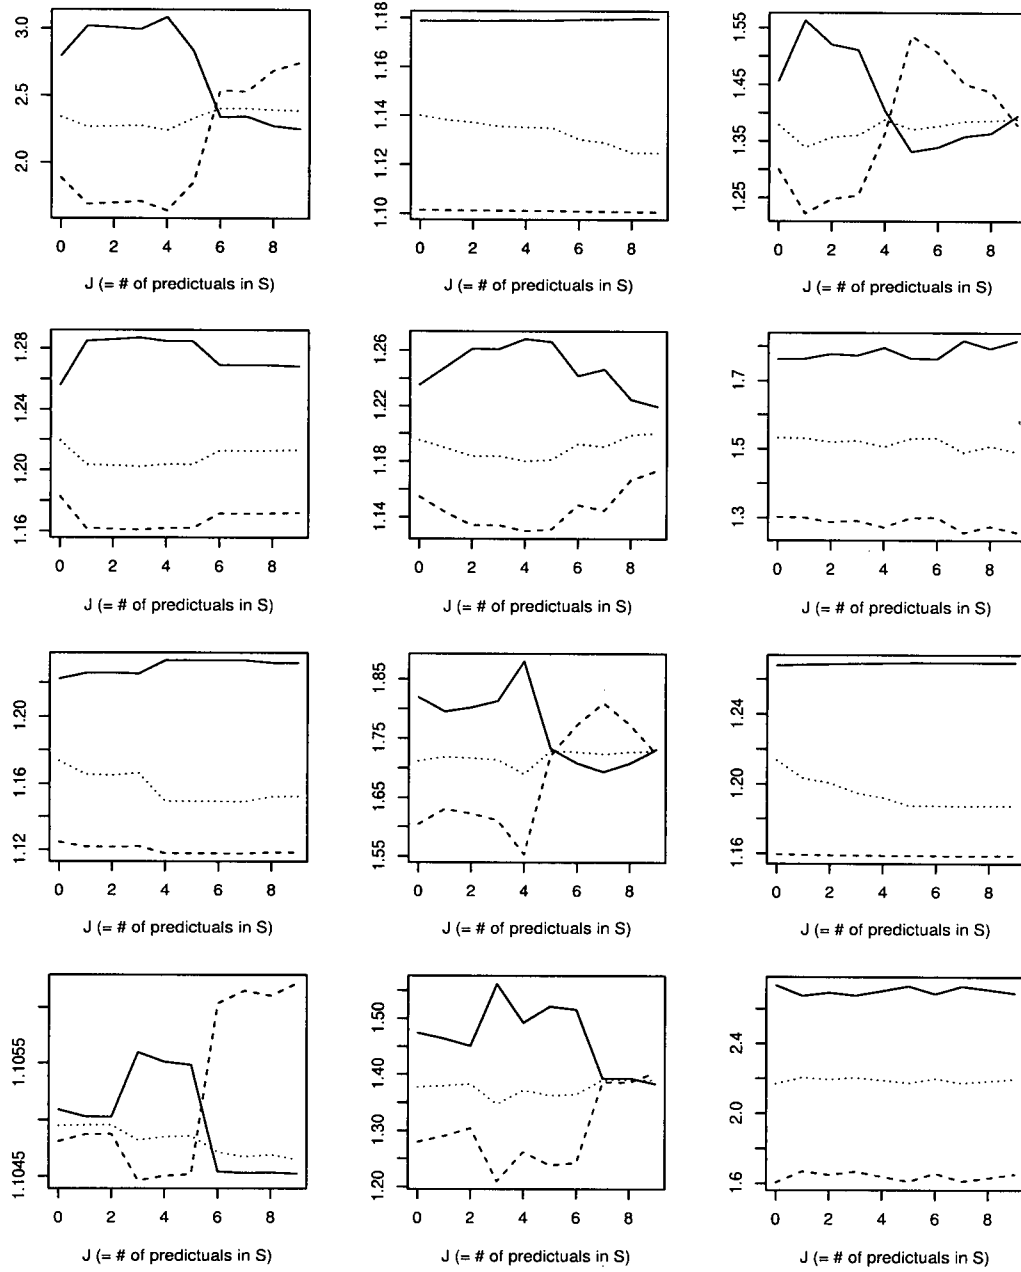 3.0
2.5
2.0
0 2 4 6 8
J (= # of predictuals in S)
1.18
1.16
1.14
1.12
1.10
0 2 4 6 8
J (= # of predictuals in S)
1.55
1.45
1.35
1.25
0 2 4 6 8
J (= # of predictuals in S)
1.28
1.24
1.20
1.16
0 2 4 6 8
J (= # of predictuals in S)
1.26
1.22
1.18
1.14
0 2 4 6 8
J (= # of predictuals in S)
1.7
1.5
1.3
0 2 4 6 8
J (= # of predictuals in S)
1.20
1.16
1.12
0 2 4 6 8
J (= # of predictuals in S)
1.85
1.75
1.65
1.55
0 2 4 6 8
J (= # of predictuals in S)
1.24
1.20
1.16
0 2 4 6 8
J (= # of predictuals in S)
1.1055
1.1045
0 2 4 6 8
J (= # of predictuals in S)
1.50
1.40
1.30
1.20
0 2 4 6 8
J (= # of predictuals in S)
2.4
2.0
1.6
0 2 4 6 8
J (= # of predictuals in S)